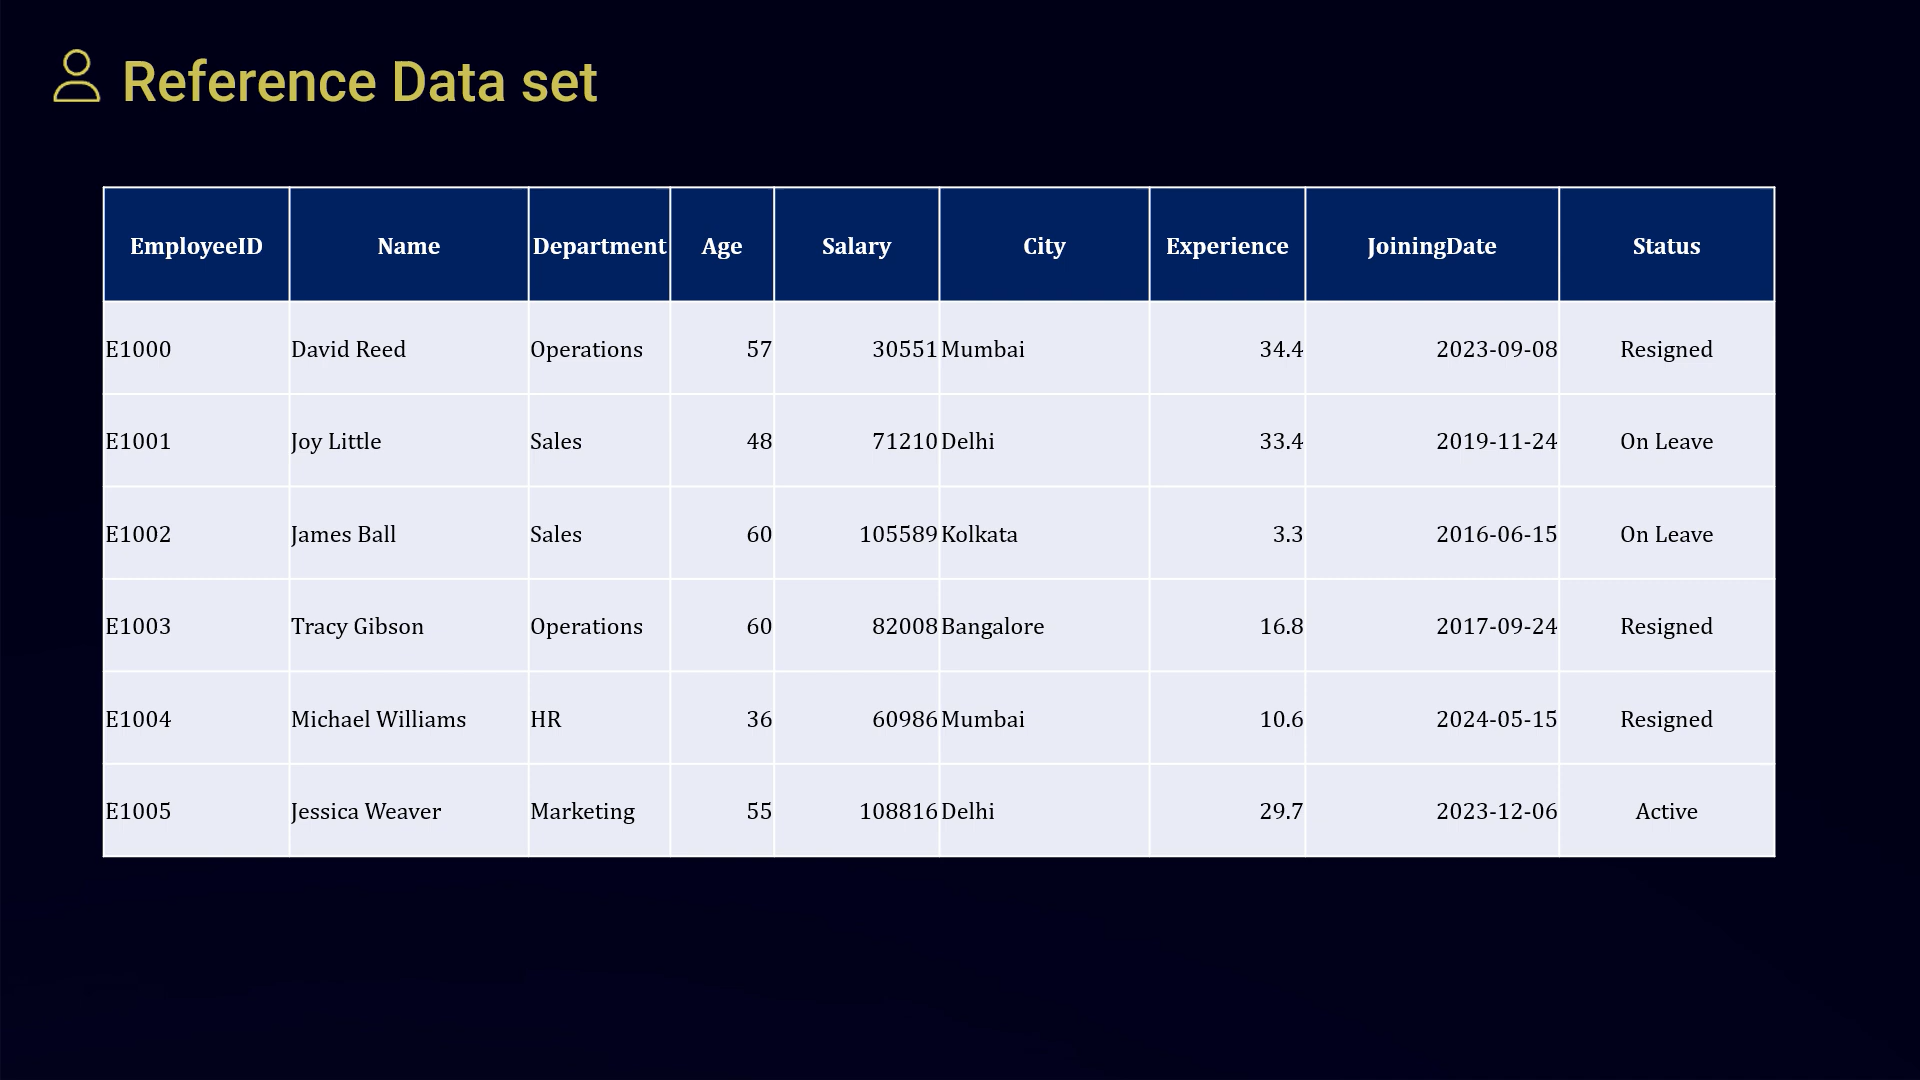 Reference Data set
EmployeeID Name Department Age Salary City Experience JoiningDate Status
E1000 David Reed Operations 57 30551 Mumbai 34.4 2023-09-08 Resigned
E1001 Joy Little Sales 48 71210 Delhi 33.4 2019-11-24 On Leave
E1002 James Ball Sales 60 105589 Kolkata 3.3 2016-06-15 On Leave
E1003 Tracy Gibson Operations 60 82008 Bangalore 16.8 2017-09-24 Resigned
E1004 Michael Williams HR 36 60986 Mumbai 10.6 2024-05-15 Resigned
E1005 Jessica Weaver Marketing 55 108816 Delhi 29.7 2023-12-06 Active